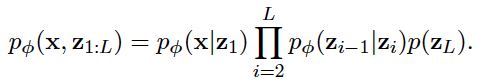 p_ϕ(x, z_{1:L}) = p_ϕ(x|z_1) ∏_{i=2}^{L} p_ϕ(z_{i−1}|z_i)p(z_L).